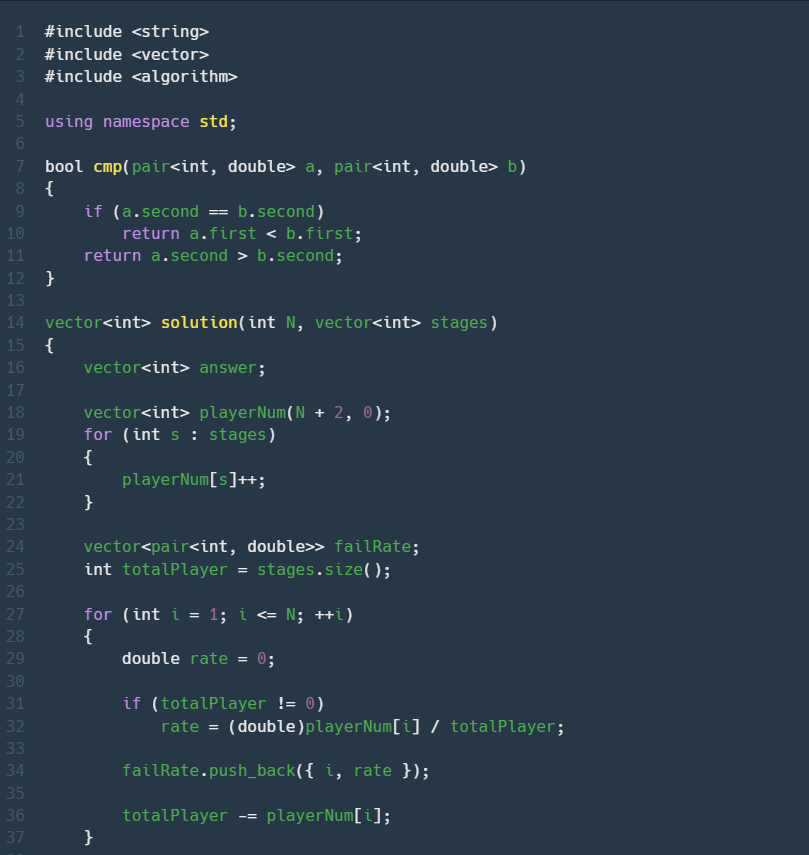 1 #include <string>
2 #include <vector>
3 #include <algorithm>
4
5 using namespace std;
6
7 bool cmp(pair<int, double> a, pair<int, double> b)
8 {
9     if (a.second == b.second)
10         return a.first < b.first;
11     return a.second > b.second;
12 }
13
14 vector<int> solution(int N, vector<int> stages)
15 {
16     vector<int> answer;
17
18     vector<int> playerNum(N + 2, 0);
19     for (int s : stages)
20     {
21         playerNum[s]++;
22     }
23
24     vector<pair<int, double>> failRate;
25     int totalPlayer = stages.size();
26
27     for (int i = 1; i <= N; ++i)
28     {
29         double rate = 0;
30
31         if (totalPlayer != 0)
32             rate = (double)playerNum[i] / totalPlayer;
33
34         failRate.push_back({ i, rate });
35
36         totalPlayer -= playerNum[i];
37     }